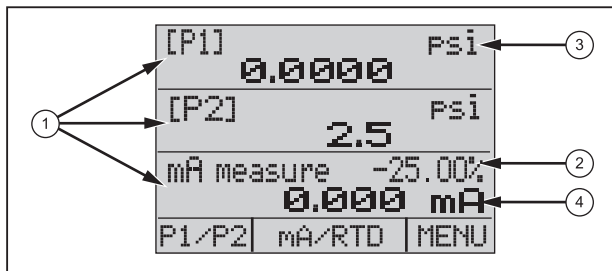 [P1] psi
0.0000
[P2] psi
2.5
mA measure -25.00%
0.000 mA
P1/P2 mA/RTD MENU
1
3
2
4